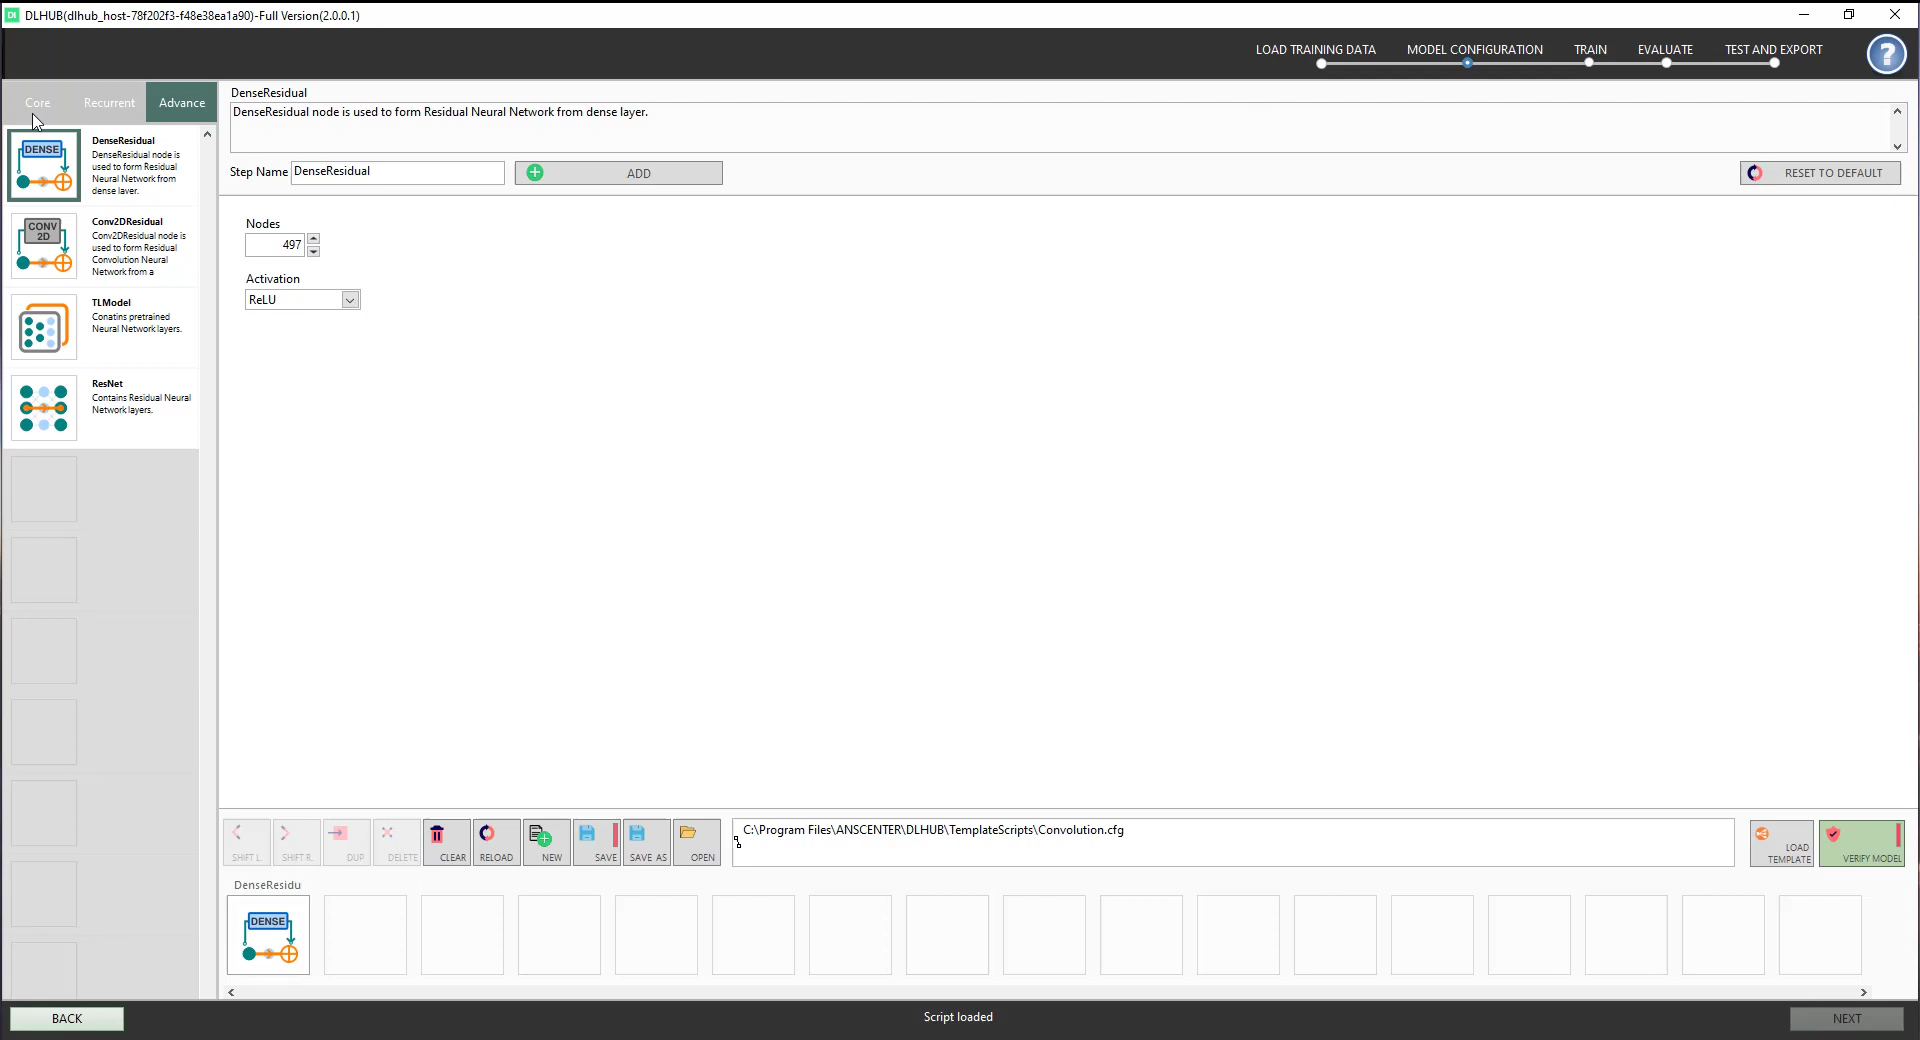 DLHUB(dlhub_host-78f202f3-f48e38ea1a90)-Full Version(2.0.0.1)
LOAD TRAINING DATA
MODEL CONFIGURATION
TRAIN
EVALUATE
TEST AND EXPORT
?
Core
Recurrent
Advance
DENSE
DenseResidual
DenseResidual node is
used to form Residual
Neural Network from
dense layer.
CONV
2D
Conv2DResidual
Conv2DResidual node is
used to form Residual
Convolution Neural
Network from a
TLModel
Conatins pretrained
Neural Network layers.
ResNet
Contains Residual Neural
Network layers.
DenseResidual
DenseResidual node is used to form Residual Neural Network from dense layer.
Step Name
DenseResidual
ADD
RESET TO DEFAULT
Nodes
497
Activation
ReLU
SHIFT L.
SHIFT R.
DUP
DELETE
CLEAR
RELOAD
NEW
SAVE
SAVE AS
OPEN
C:\Program Files\ANSCENTER\DLHUB\TemplateScripts\Convolution.cfg
LOAD
TEMPLATE
VERIFY MODEL
DenseResidu
DENSE
BACK
Script loaded
NEXT